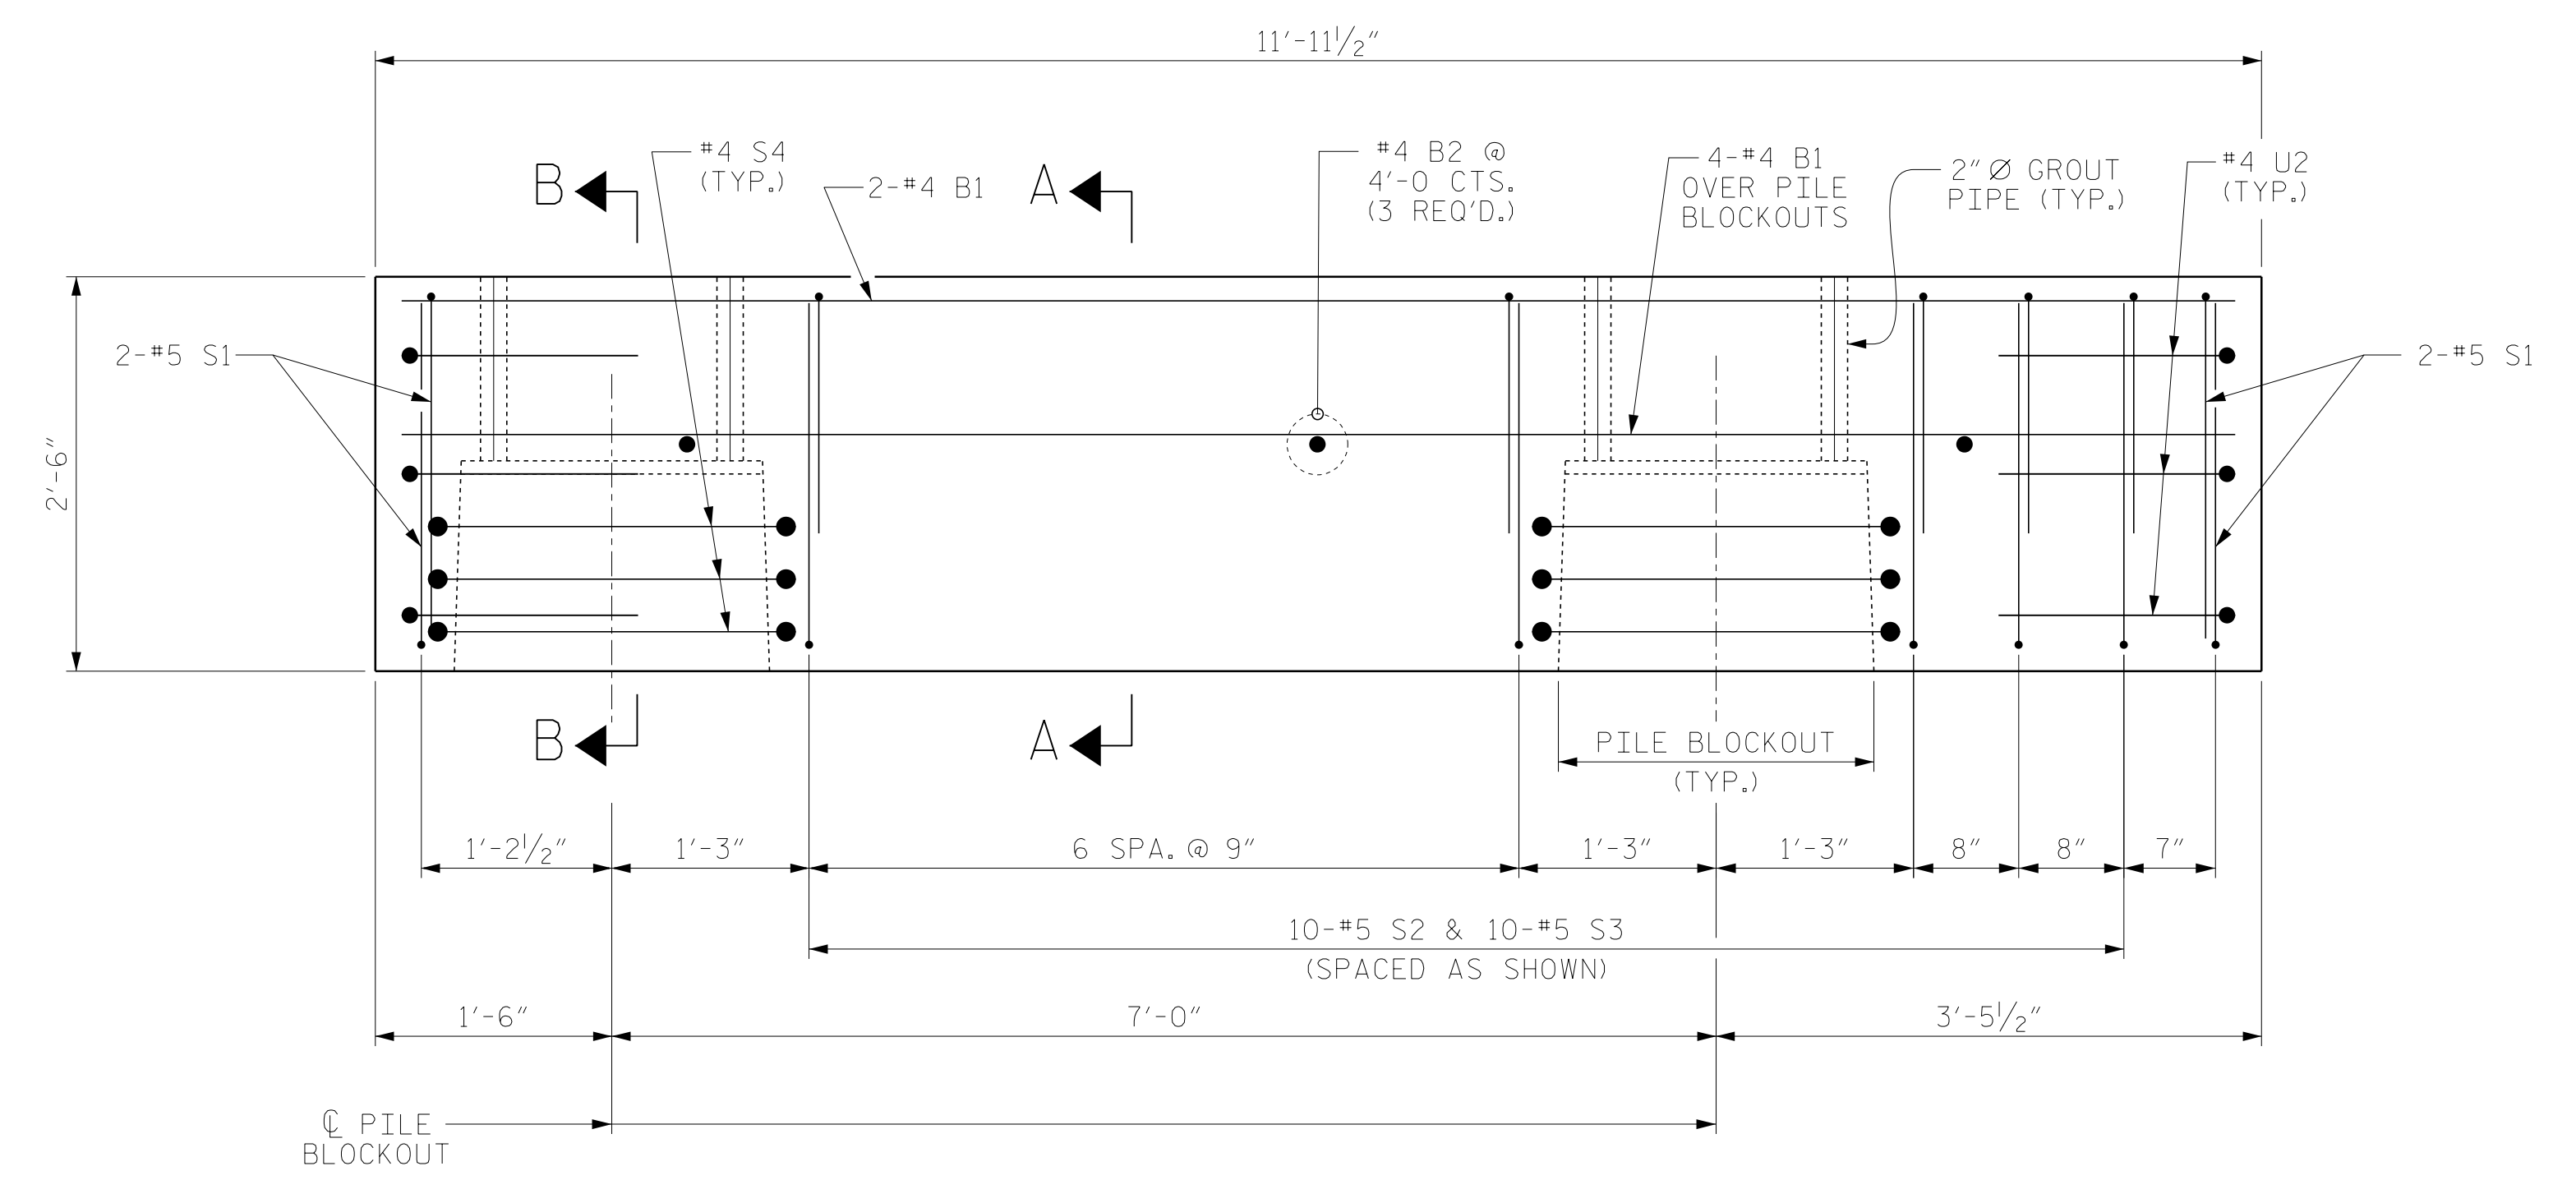 11′-11½″
B
#4 S4
(TYP.)
2-#4 B1
A
#4 B2 @
4′-0 CTS.
(3 REQ′D.)
4-#4 B1
OVER PILE
BLOCKOUTS
2″ Ø GROUT
PIPE (TYP.)
#4 U2
(TYP.)
2-#5 S1
2-#5 S1
2′-6″
B
A
PILE BLOCKOUT
(TYP.)
1′-2½″
1′-3″
6 SPA. @ 9″
1′-3″
1′-3″
8″
8″
7″
10-#5 S2 & 10-#5 S3
(SPACED AS SHOWN)
1′-6″
7′-0″
3′-5½″
℄ PILE
BLOCKOUT